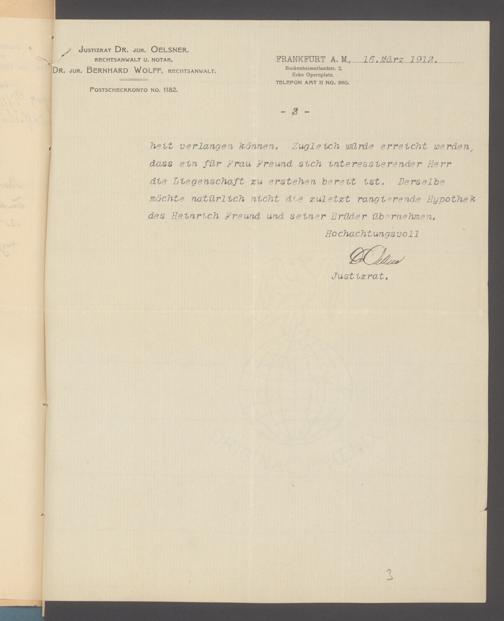 Justizrat Dr. jur. Oelsner.
Rechtsanwalt u. Notar,
Dr. jur. Bernhard Wolff, Rechtsanwalt.
Postscheckkonto No. 1182.
Frankfurt a. M., 16. März 1912.
Bockenheimerlandstr. 2,
Ecke Opernplatz.
Telefon Amt II No.
- 3 -
heit verlangen können. Zugleich würde erreicht werden,
dass ein für Frau Freund sich interessierender Herr
die Liegenschaft zu erstehen bereit ist. Derselbe
möchte natürlich nicht die zuletzt rangierende Hypothek
des Heinrich Freund und seiner Brüder übernehmen.
Hochachtungsvoll
Justizrat.
3